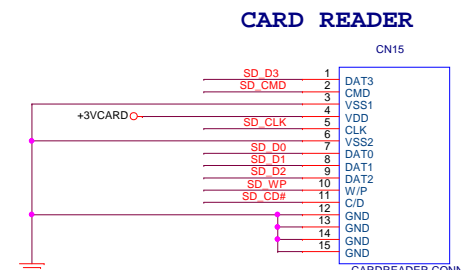 CARD READER
CN15
SD_D3 1 DAT3
SD_CMD 2 CMD
3 VSS1
+3VCARD 4 VDD
SD_CLK 5 CLK
6 VSS2
SD_D0 7 DAT0
SD_D1 8 DAT1
SD_D2 9 DAT2
SD_WP 10 W/P
SD_CD# 11 C/D
12 GND
13 GND
14 GND
15 GND
CARDREADER CONN